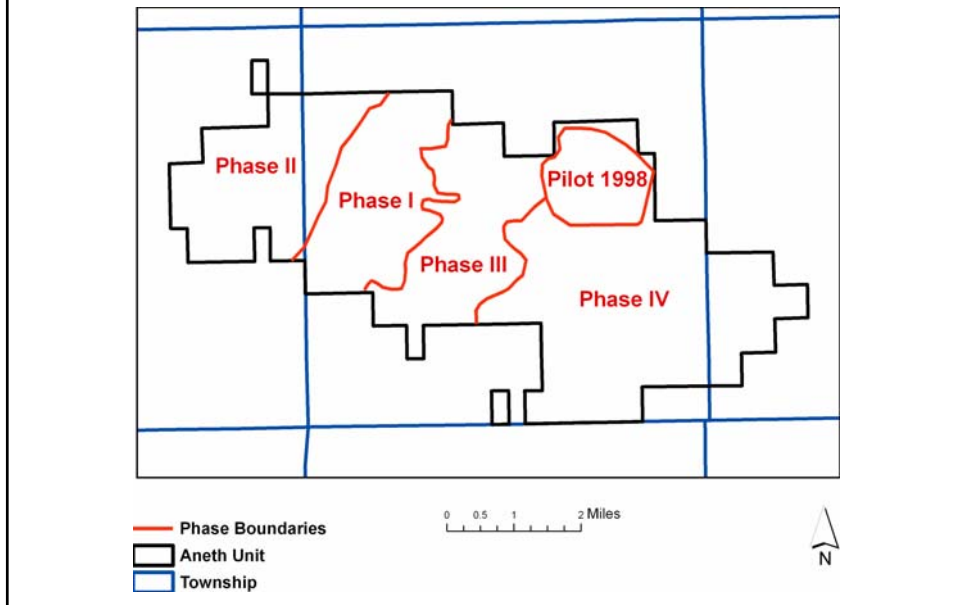 Phase II
Pilot 1998
Phase I
Phase III
Phase IV
0 0.5 1 2 Miles
Phase Boundaries
Aneth Unit
Township
N